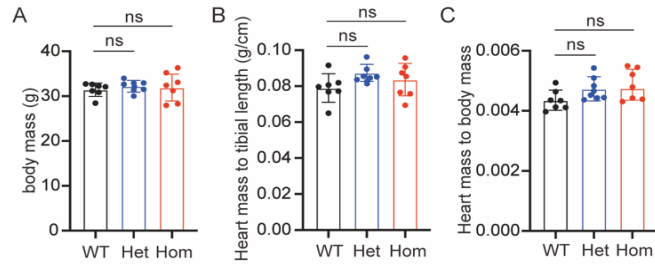 A
ns
ns
body mass (g)
40
30
20
10
0
WT Het Hom
B
ns
ns
Heart mass to tibial length (g/cm)
0.10
0.08
0.06
0.04
0.02
0.00
WT Het Hom
C
ns
ns
Heart mass to body mass
0.006
0.004
0.002
0.000
WT Het Hom